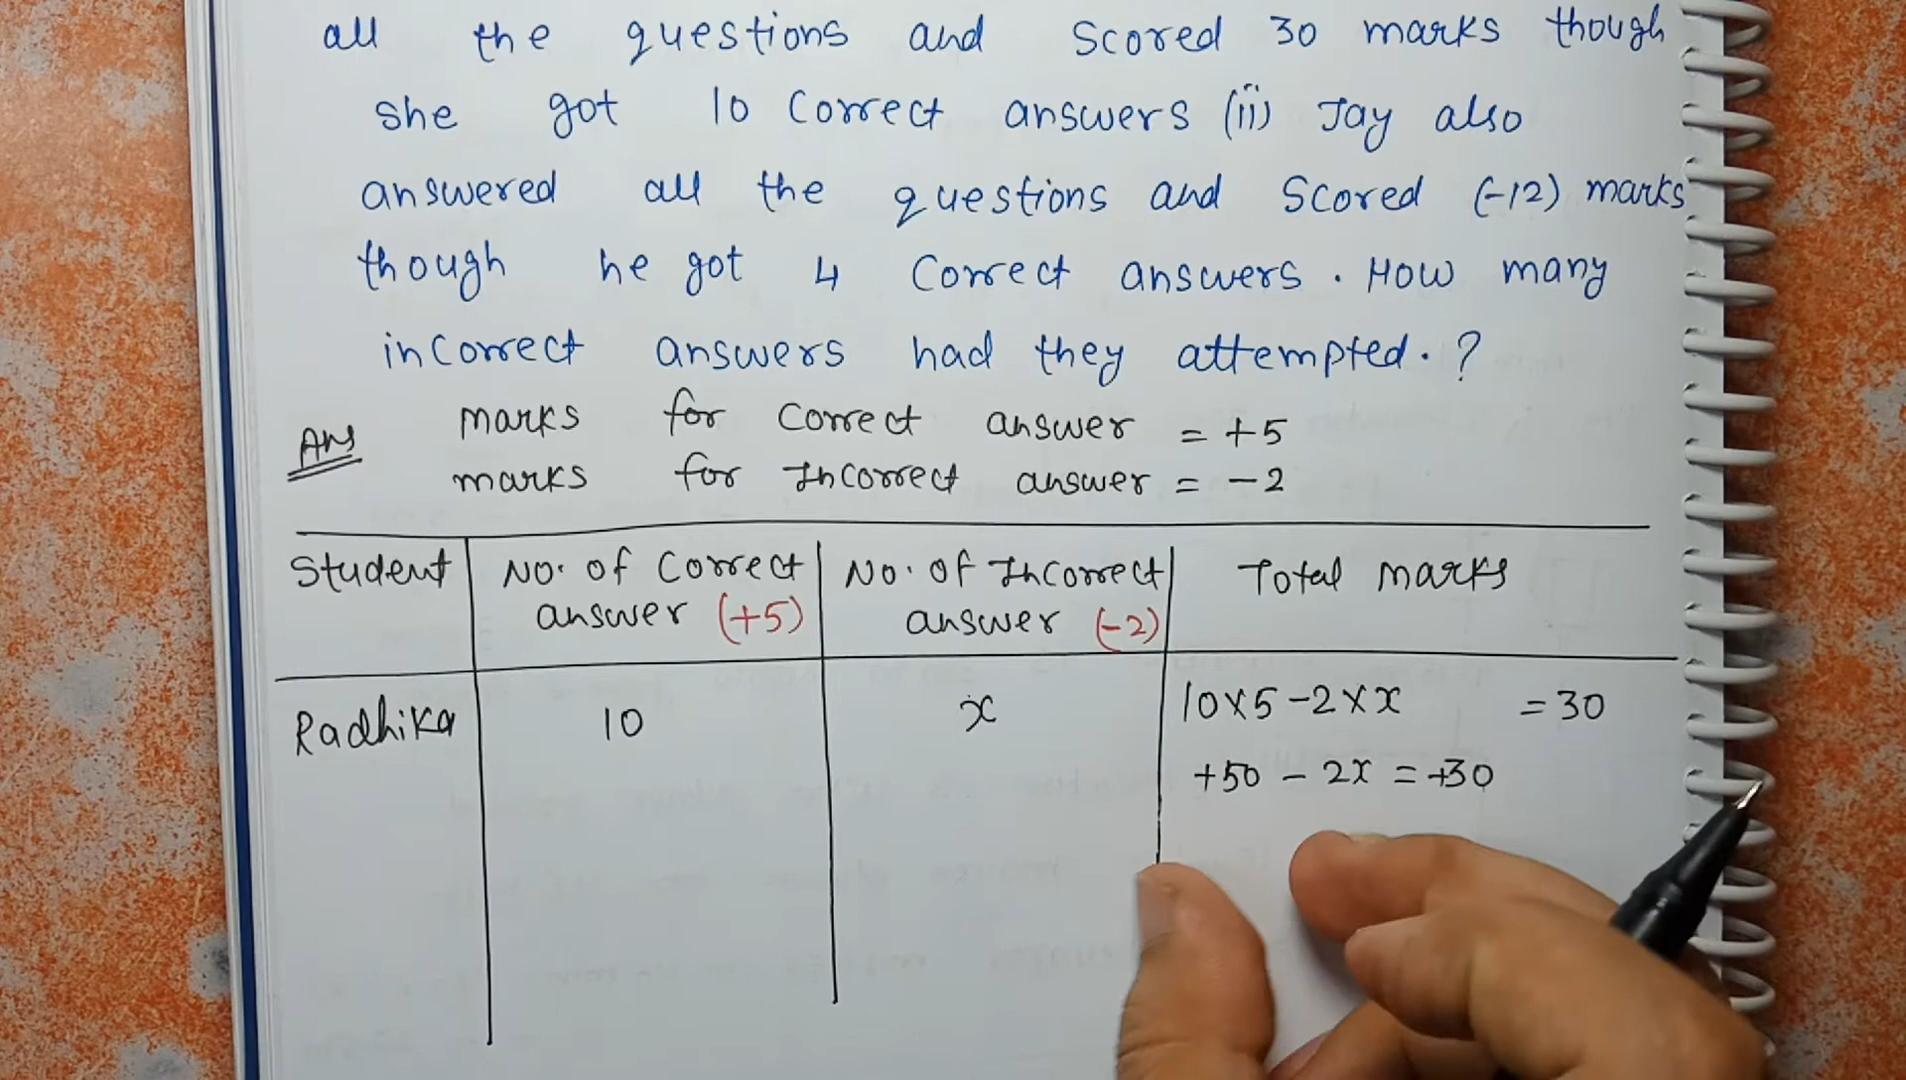 all the questions and Scored 30 marks though
she got 10 Correct answers (ii) Jay also
answered all the questions and Scored (-12) marks
though he got 4 Correct answers. How many
inCorrect answers had they attempted.?
Ans marks for Correct answer = +5
marks for InCorrect answer = -2
Student | No. of Correct answer (+5) | No. of InCorrect answer (-2) | Total marks
Radhika | 10 | x | 10×5-2×x = 30
+50 - 2x = +30